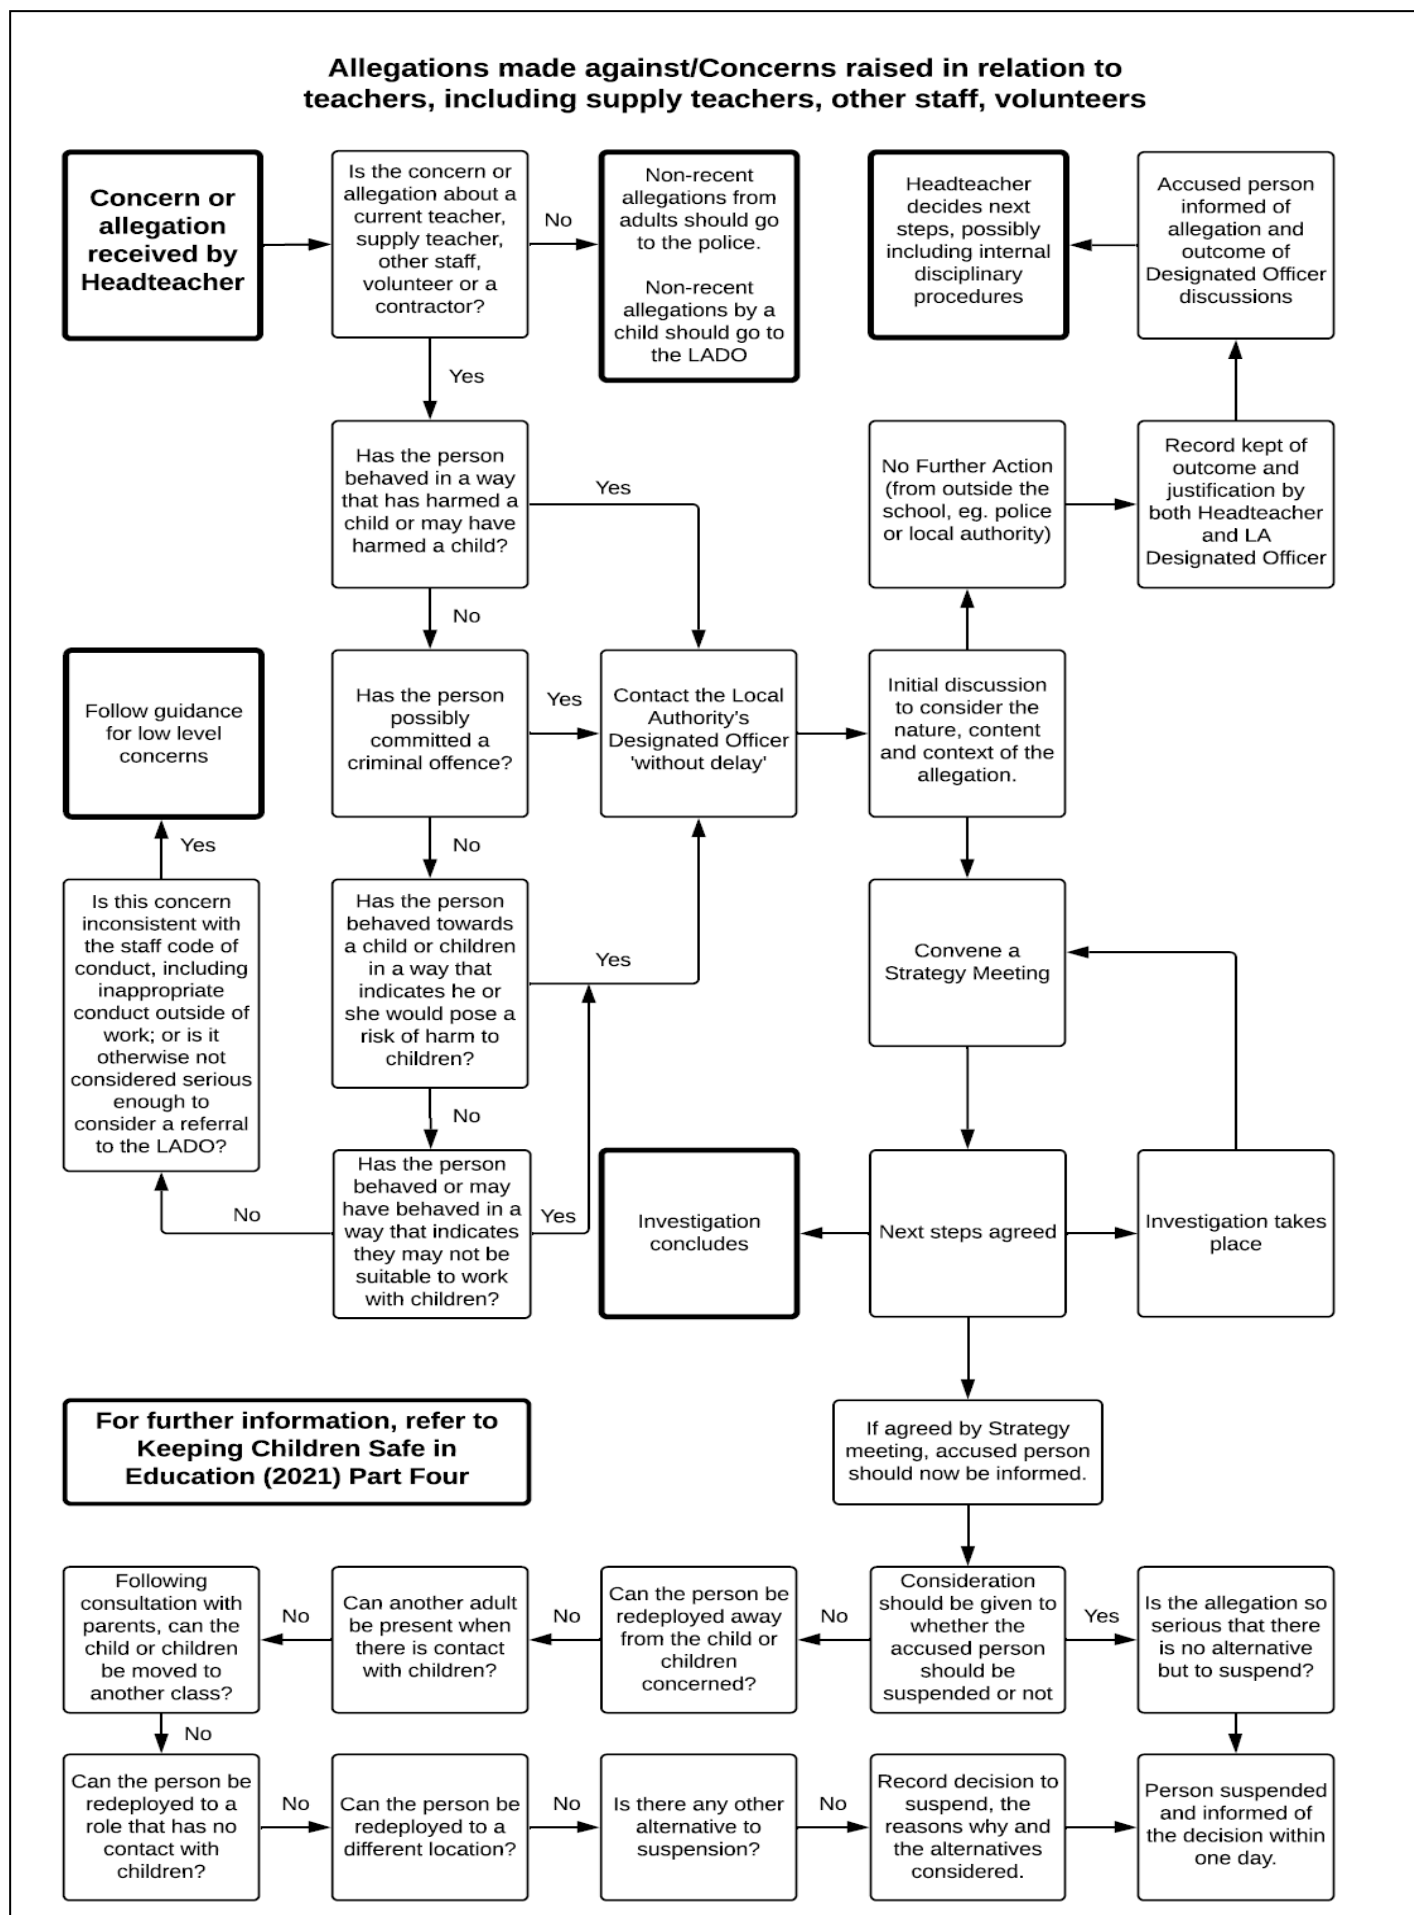 Allegations made against/Concerns raised in relation to
teachers, including supply teachers, other staff, volunteers
Concern or
allegation
received by
Headteacher
Is the concern or
allegation about a
current teacher,
supply teacher,
other staff,
volunteer or a
contractor?
No
Non-recent
allegations from
adults should go
to the police.
Non-recent
allegations by a
child should go to
the LADO
Headteacher
decides next
steps, possibly
including internal
disciplinary
procedures
Accused person
informed of
allegation and
outcome of
Designated Officer
discussions
Yes
Has the person
behaved in a way
that has harmed a
child or may have
harmed a child?
Yes
No Further Action
(from outside the
school, eg. police
or local authority)
Record kept of
outcome and
justification by
both Headteacher
and LA
Designated Officer
No
Follow guidance
for low level
concerns
Has the person
possibly
committed a
criminal offence?
Yes
Contact the Local
Authority's
Designated Officer
'without delay'
Initial discussion
to consider the
nature, content
and context of the
allegation.
Yes
No
Is this concern
inconsistent with
the staff code of
conduct, including
inappropriate
conduct outside of
work; or is it
otherwise not
considered serious
enough to
consider a referral
to the LADO?
Has the person
behaved towards
a child or children
in a way that
indicates he or
she would pose a
risk of harm to
children?
Yes
Convene a
Strategy Meeting
No
No
Has the person
behaved or may
have behaved in a
way that indicates
they may not be
suitable to work
with children?
Yes
Investigation
concludes
Next steps agreed
Investigation takes
place
For further information, refer to
Keeping Children Safe in
Education (2021) Part Four
If agreed by Strategy
meeting, accused person
should now be informed.
Following
consultation with
parents, can the
child or children
be moved to
another class?
No
Can another adult
be present when
there is contact
with children?
No
Can the person be
redeployed away
from the child or
children
concerned?
No
Consideration
should be given to
whether the
accused person
should be
suspended or not
Yes
Is the allegation so
serious that there
is no alternative
but to suspend?
No
Can the person be
redeployed to a
role that has no
contact with
children?
No
Can the person be
redeployed to a
different location?
No
Is there any other
alternative to
suspension?
No
Record decision to
suspend, the
reasons why and
the alternatives
considered.
Person suspended
and informed of
the decision within
one day.